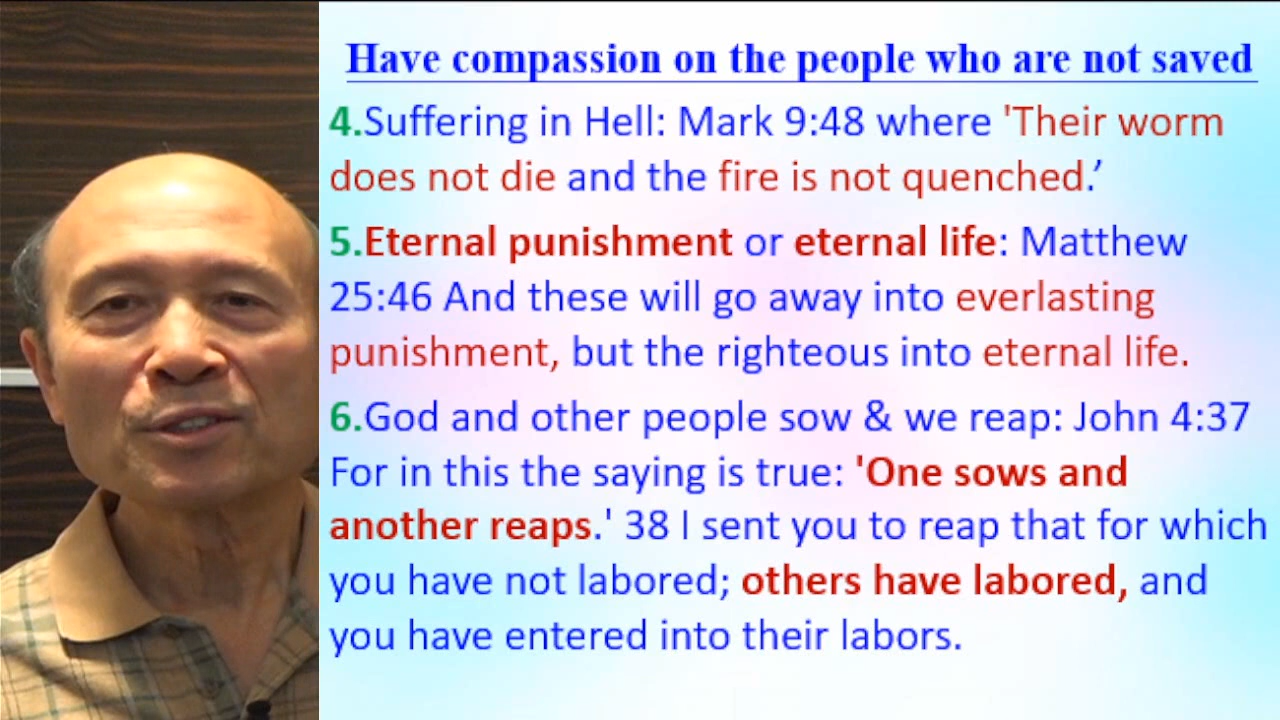 Have compassion on the people who are not saved
4.Suffering in Hell: Mark 9:48 where 'Their worm
does not die and the fire is not quenched.’
5.Eternal punishment or eternal life: Matthew
25:46 And these will go away into everlasting
punishment, but the righteous into eternal life.
6.God and other people sow & we reap: John 4:37
For in this the saying is true: 'One sows and
another reaps.' 38 I sent you to reap that for which
you have not labored; others have labored, and
you have entered into their labors.